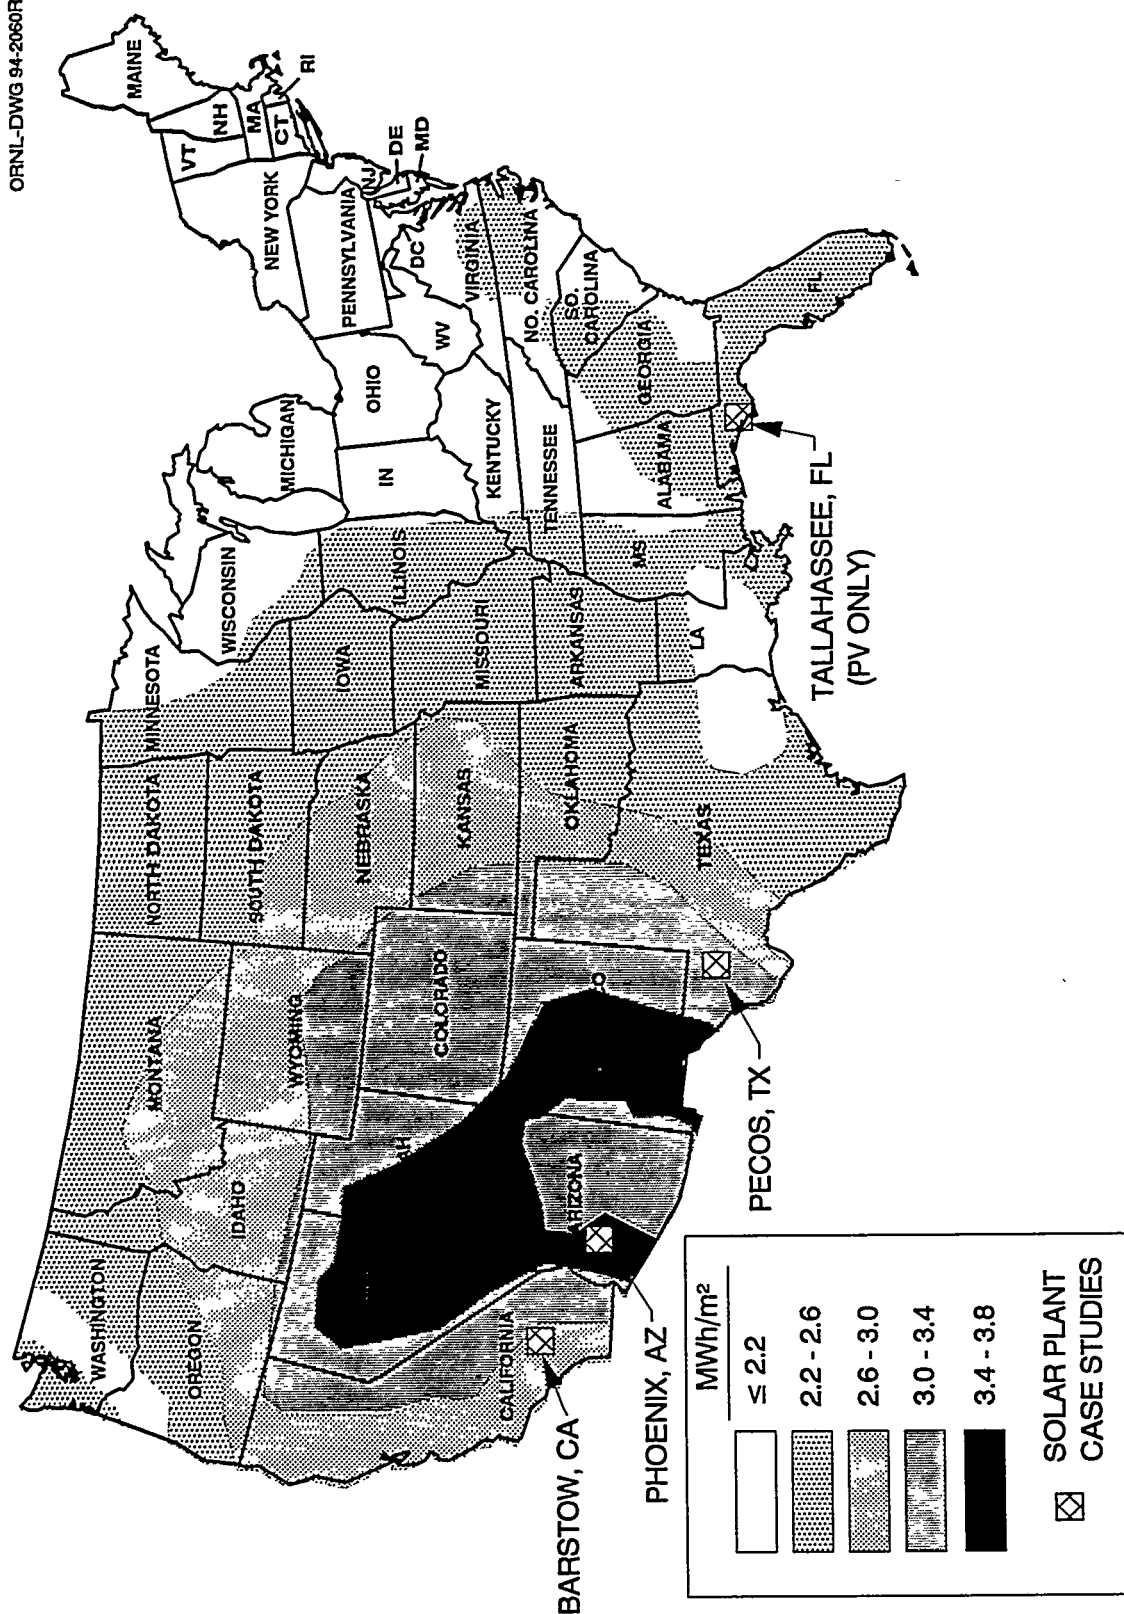 ORNL-DWG 94-2060R
WASHINGTON
OREGON
CALIFORNIA
IDAHO
MONTANA
WYOMING
COLORADO
ARIZONA
NORTH DAKOTA
SOUTH DAKOTA
NEBRASKA
KANSAS
OKLAHOMA
TEXAS
MINNESOTA
IOWA
MISSOURI
ARKANSAS
LA
WISCONSIN
ILLINOIS
MS
MICHIGAN
IN
KENTUCKY
TENNESSEE
ALABAMA
OHIO
WV
GEORGIA
FL
SO.
CAROLINA
NO. CAROLINA
VIRGINIA
DC
PENNSYLVANIA
NEW YORK
NJ
DE
MD
VT
NH
MA
CT
RI
MAINE
BARSTOW, CA
PHOENIX, AZ
PECOS, TX
TALLAHASSEE, FL
(PV ONLY)
MWh/m²
≤ 2.2
2.2 - 2.6
2.6 - 3.0
3.0 - 3.4
3.4 - 3.8
SOLAR PLANT
CASE STUDIES